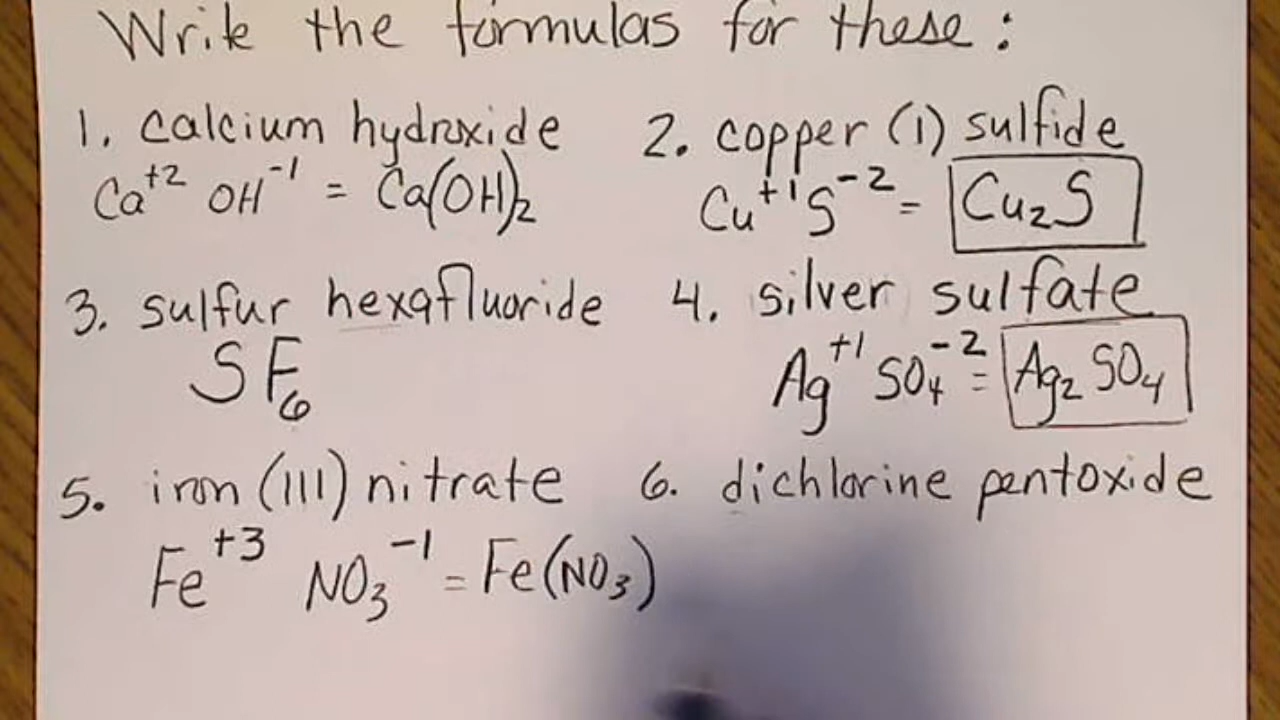 Write the formulas for these:
1. calcium hydroxide
Ca⁺² OH⁻¹ = Ca(OH)₂
2. copper (I) sulfide
Cu⁺¹S⁻² = Cu₂S
3. sulfur hexafluoride
SF₆
4. silver sulfate
Ag⁺¹ SO₄⁻² = Ag₂SO₄
5. iron (III) nitrate
Fe⁺³ NO₃⁻¹ = Fe(NO₃)
6. dichlorine pentoxide